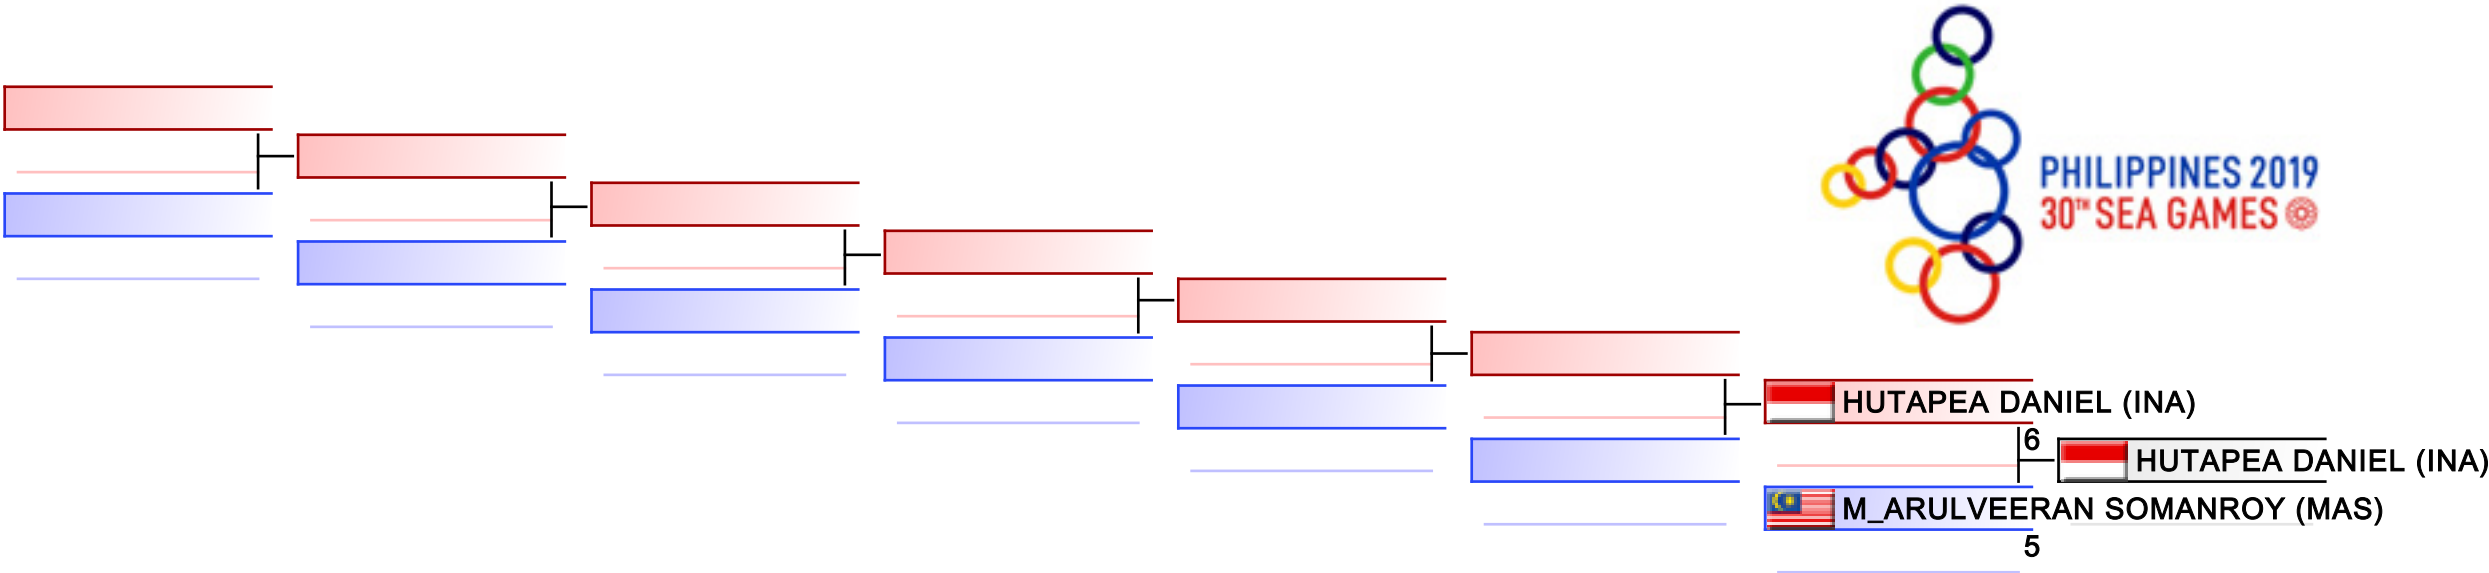 PHILIPPINES 2019
30TH SEA GAMES
HUTAPEA DANIEL (INA)
6
HUTAPEA DANIEL (INA)
M_ARULVEERAN SOMANROY (MAS)
5